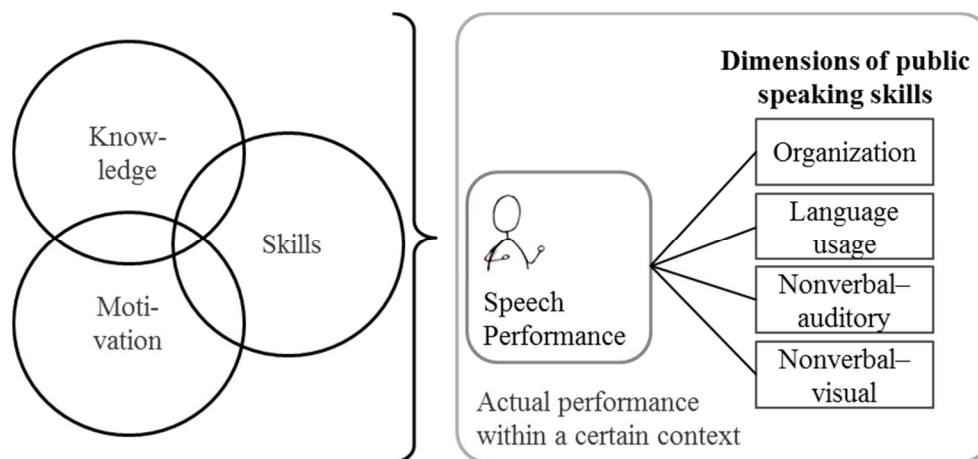 Know-
ledge
Skills
Moti-
vation
Dimensions of public
speaking skills
Organization
Language
usage
Nonverbal–
auditory
Nonverbal–
visual
Speech
Performance
Actual performance
within a certain context